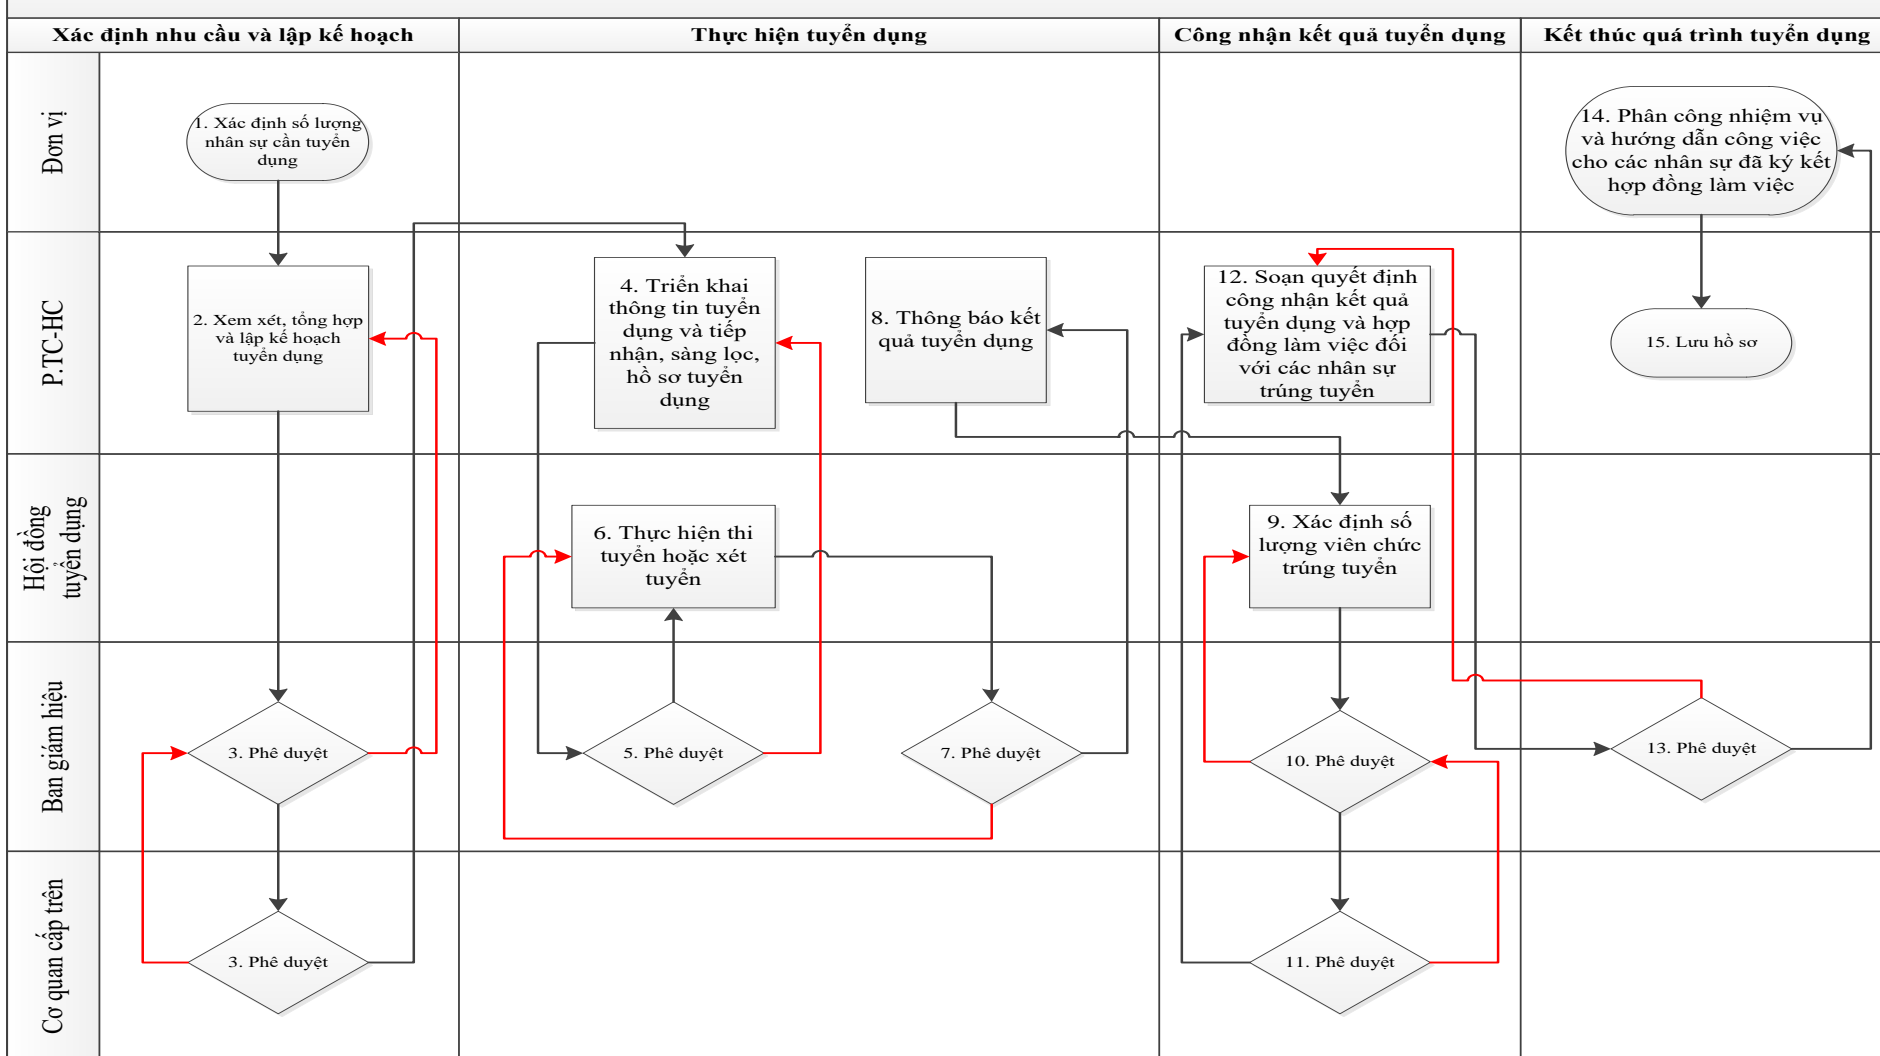 Xác định nhu cầu và lập kế hoạch
Thực hiện tuyển dụng
Công nhận kết quả tuyển dụng
Kết thúc quá trình tuyển dụng
Đơn vị
1. Xác định số lượng
nhân sự cần tuyển
dụng
14. Phân công nhiệm vụ
và hướng dẫn công việc
cho các nhân sự đã ký kết
hợp đồng làm việc
P.TC-HC
2. Xem xét, tổng hợp
và lập kế hoạch
tuyển dụng
4. Triển khai
thông tin tuyển
dụng và tiếp
nhận, sàng lọc,
hồ sơ tuyển
dụng
8. Thông báo kết
quả tuyển dụng
12. Soạn quyết định
công nhận kết quả
tuyển dụng và hợp
đồng làm việc đối
với các nhân sự
trúng tuyển
15. Lưu hồ sơ
Hội đồng
tuyển dụng
6. Thực hiện thi
tuyển hoặc xét
tuyển
9. Xác định số
lượng viên chức
trúng tuyển
Ban giám hiệu
3. Phê duyệt
5. Phê duyệt
7. Phê duyệt
10. Phê duyệt
13. Phê duyệt
Cơ quan cấp trên
3. Phê duyệt
11. Phê duyệt